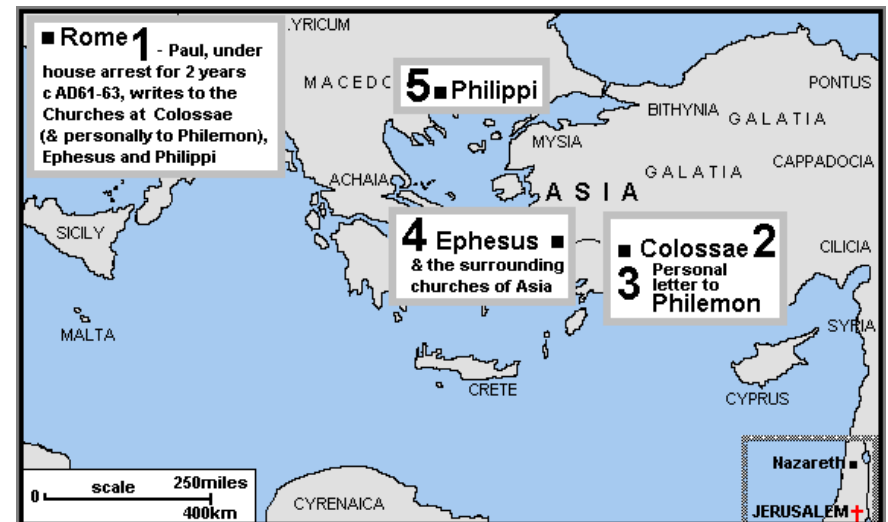 ■ Rome 1 - Paul, under
house arrest for 2 years
c AD61-63, writes to the
Churches at Colossae
(& personally to Philemon),
Ephesus and Philippi
.YRICUM
MACEDC
5 ■ Philippi
PONTUS
BITHYNIA
GALATIA
MYSIA
ACHAIA
GALATIA
CAPPADOCIA
ASIA
SICILY
4 Ephesus ■
& the surrounding
churches of Asia
■ Colossae 2
3 Personal
letter to
Philemon
CILICIA
MALTA
SYRIA
CRETE
CYPRUS
Nazareth ■
0 scale 250miles
400km
CYRENAICA
JERUSALEM